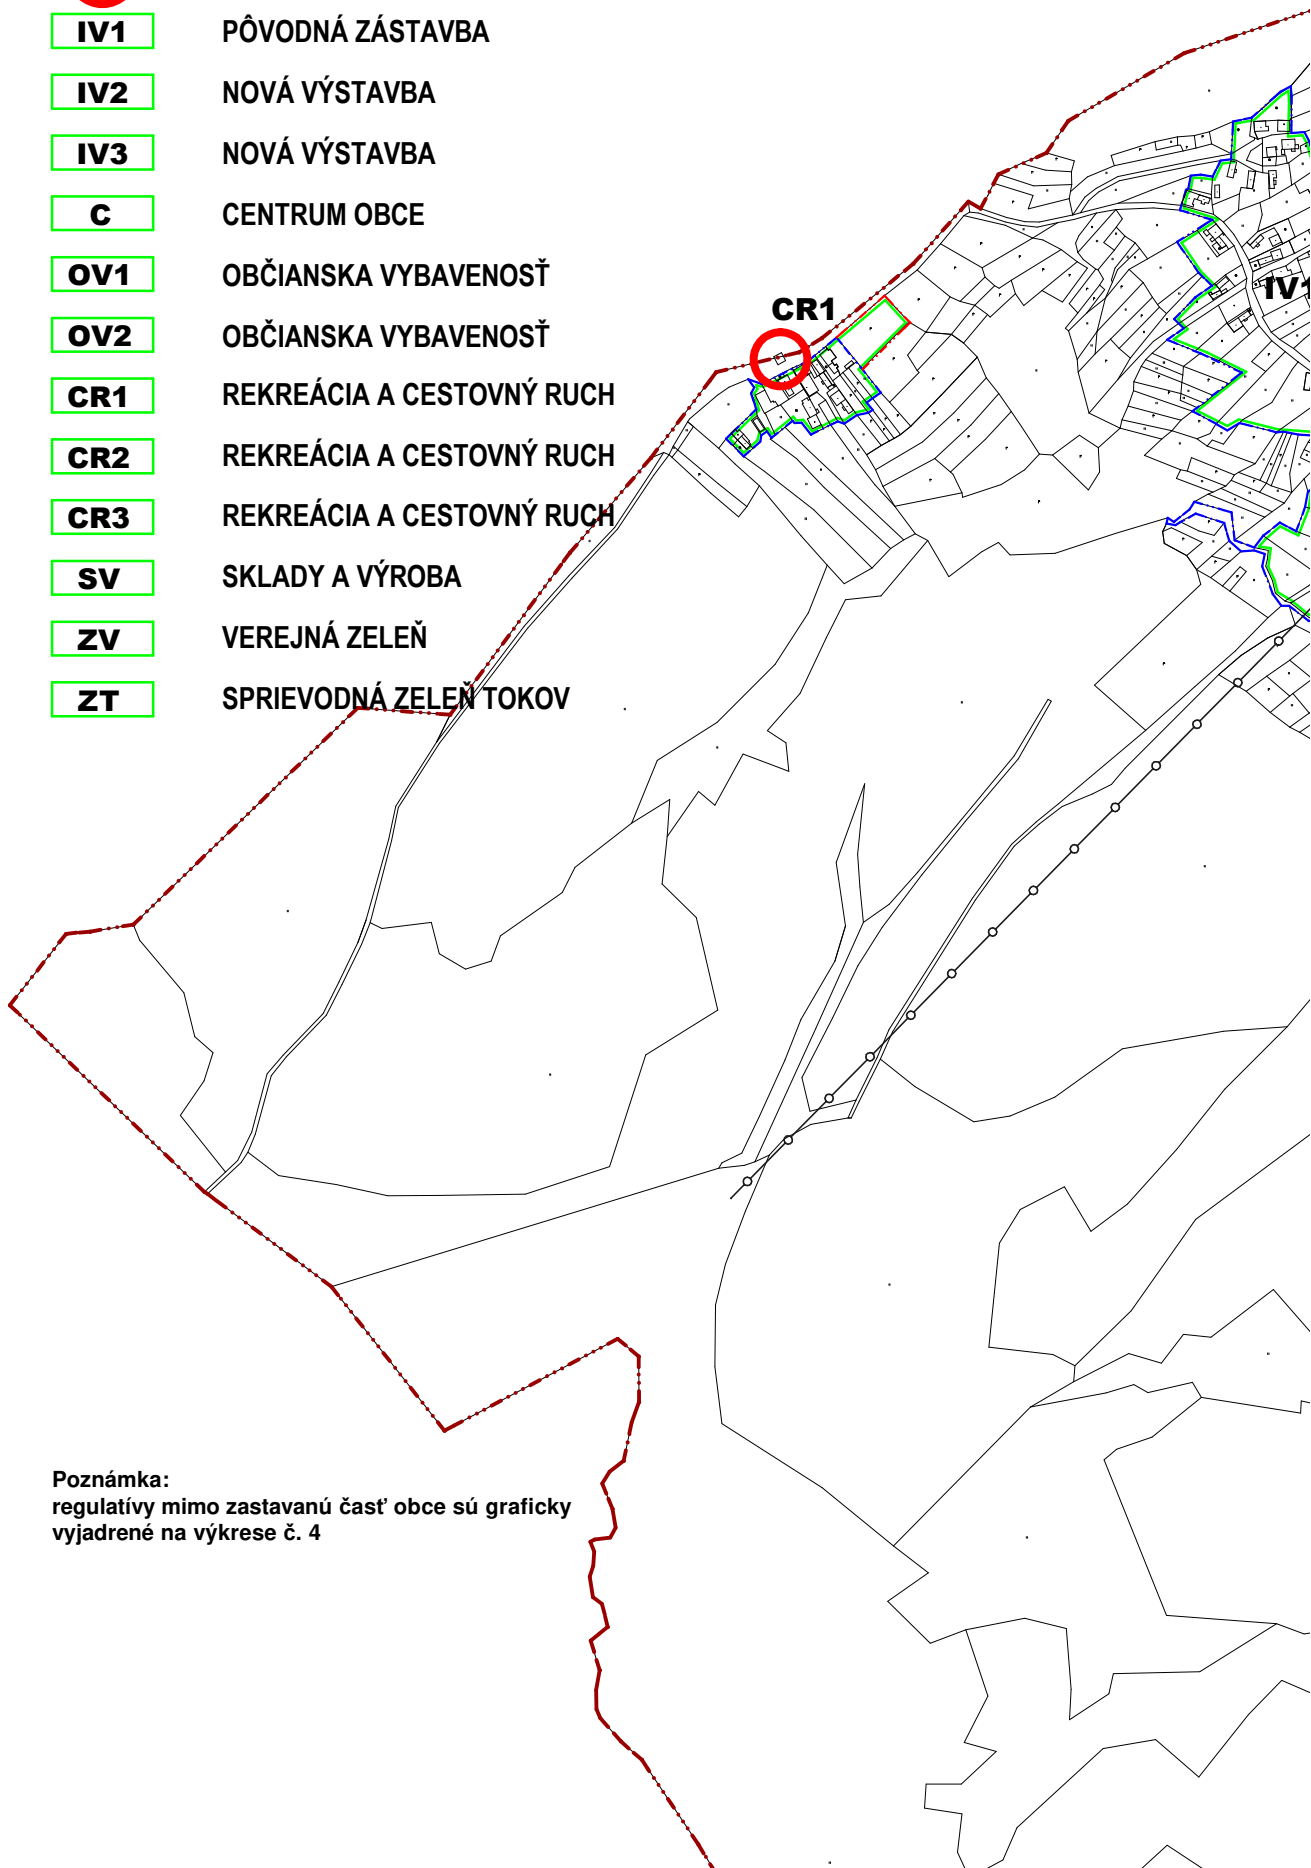 IV1 PÔVODNÁ ZÁSTAVBA
IV2 NOVÁ VÝSTAVBA
IV3 NOVÁ VÝSTAVBA
C CENTRUM OBCE
OV1 OBČIANSKA VYBAVENOSŤ
OV2 OBČIANSKA VYBAVENOSŤ
CR1 REKREÁCIA A CESTOVNÝ RUCH
CR2 REKREÁCIA A CESTOVNÝ RUCH
CR3 REKREÁCIA A CESTOVNÝ RUCH
SV SKLADY A VÝROBA
ZV VEREJNÁ ZELEŇ
ZT SPRIEVODNÁ ZELEŇ TOKOV
CR1
IV1
Poznámka:
regulatívy mimo zastavanú časť obce sú graficky
vyjadrené na výkrese č. 4